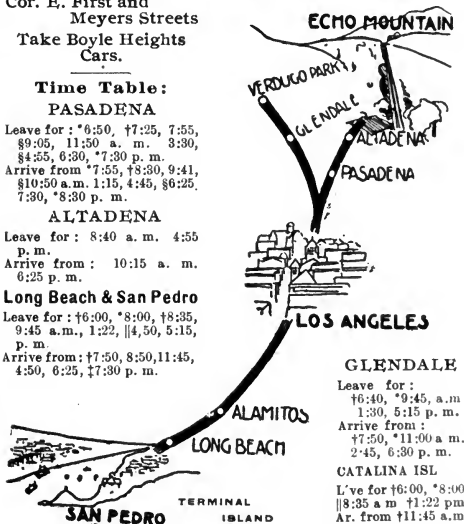 Cor. E. First and
Meyers Streets
Take Boyle Heights
Cars.
Time Table:
PASADENA
Leave for : *6:50, †7:25, 7:55,
§9:05, 11:50 a. m. 3:30,
§4:55, 6:30, *7:30 p. m.
Arrive from *7:55, †8:30, 9:41,
§10:50 a.m. 1:15, 4:45, §6:25,
7:30, *8:30 p. m.
ALTADENA
Leave for : 8:40 a. m. 4:55
p. m.
Arrive from : 10:15 a. m.
6:25 p. m.
Long Beach & San Pedro
Leave for : †6:00, *8:00, †8:35,
9:45 a.m., 1:22, ||4,50, 5:15,
p. m.
Arrive from: †7:50, 8:50, 11:45,
4:50, 6:25, ‡7:30 p. m.
ECHO MOUNTAIN
VERDUGO PARK
GLENDALE
ALTADENA
PASADENA
LOS ANGELES
ALAMITOS
LONG BEACH
TERMINAL
ISLAND
SAN PEDRO
GLENDALE
Leave for :
†6:40, *9:45, a.m
1:30, 5:15 p. m.
Arrive from :
†7:50, *11:00 a m.
2·45, 6:30 p. m.
CATALINA ISL
L've for †6:00, *8:00
||8:35 a m †1:22 pm
Ar. from †11:45 a.m